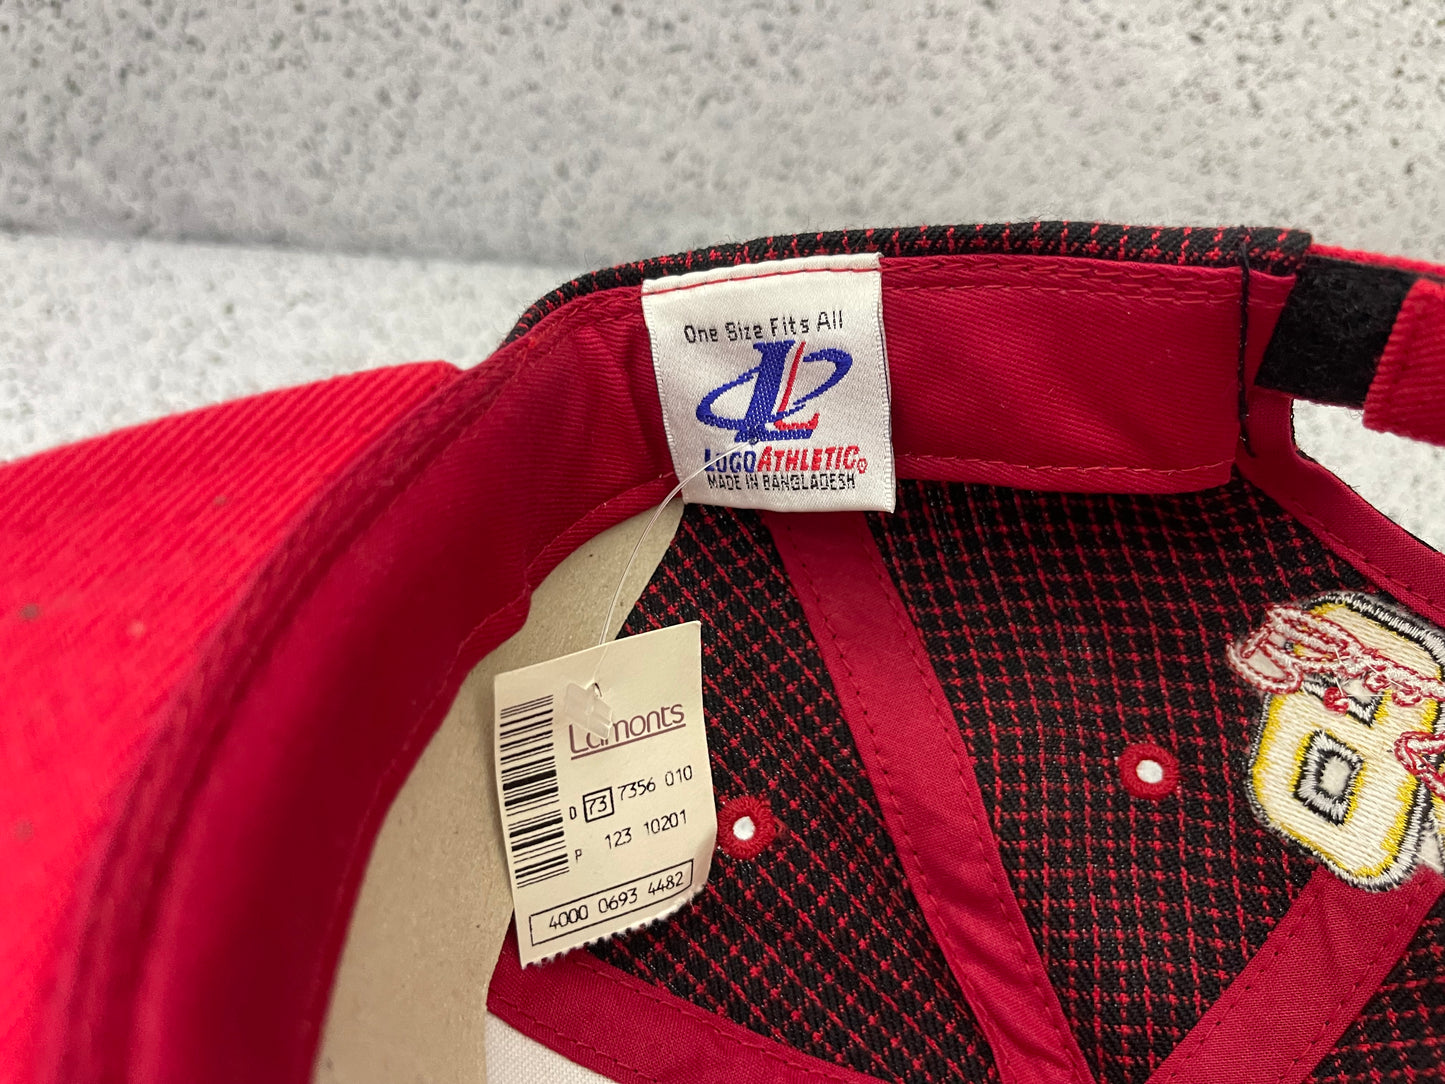 One Size Fits All
LOGO ATHLETIC
MADE IN BANGLADESH
Lamonts
D 73 7356 010
P 123 10201
4000 0693 4482